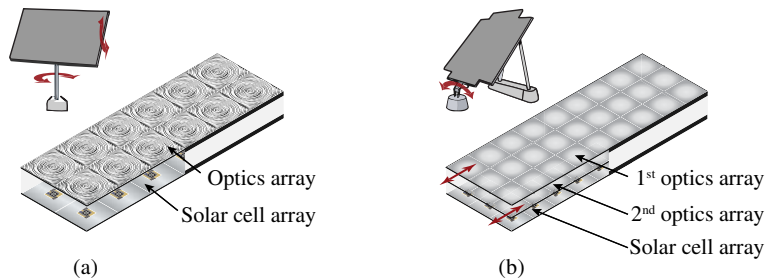 Optics array
Solar cell array
(a)
1st optics array
2nd optics array
Solar cell array
(b)